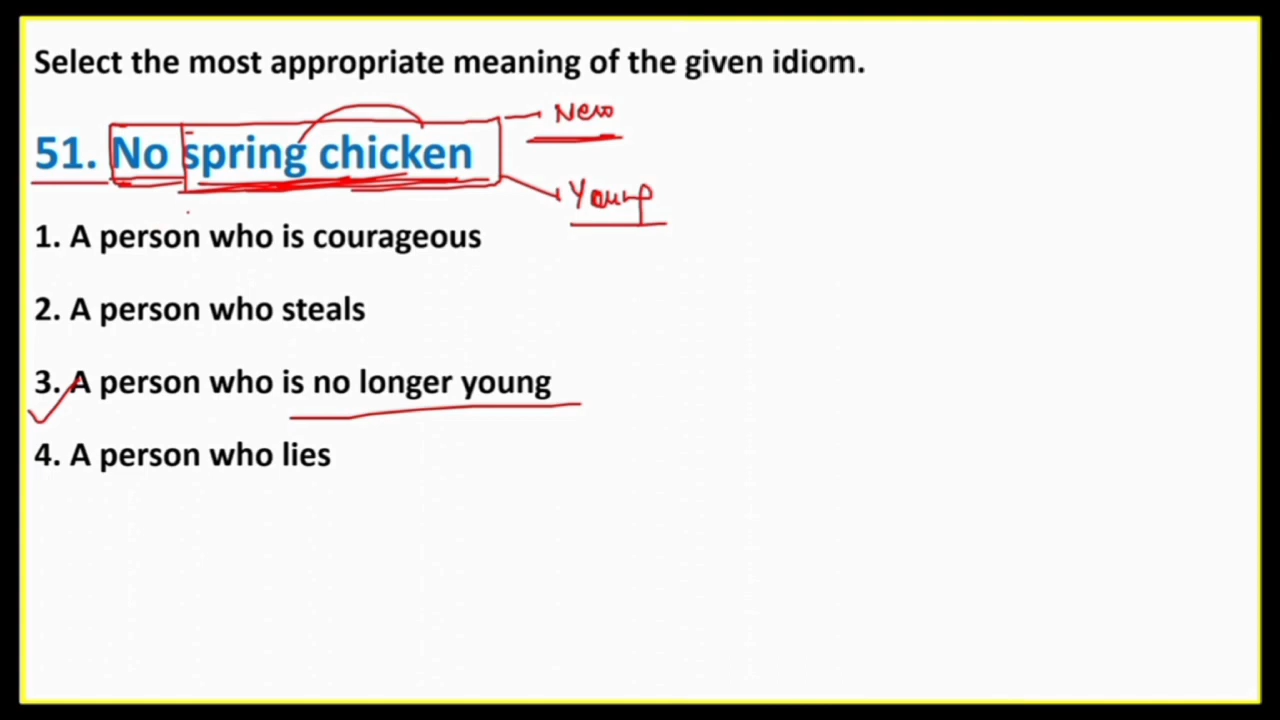 Select the most appropriate meaning of the given idiom.
New
51. No spring chicken
Young
1. A person who is courageous
2. A person who steals
3. A person who is no longer young
4. A person who lies